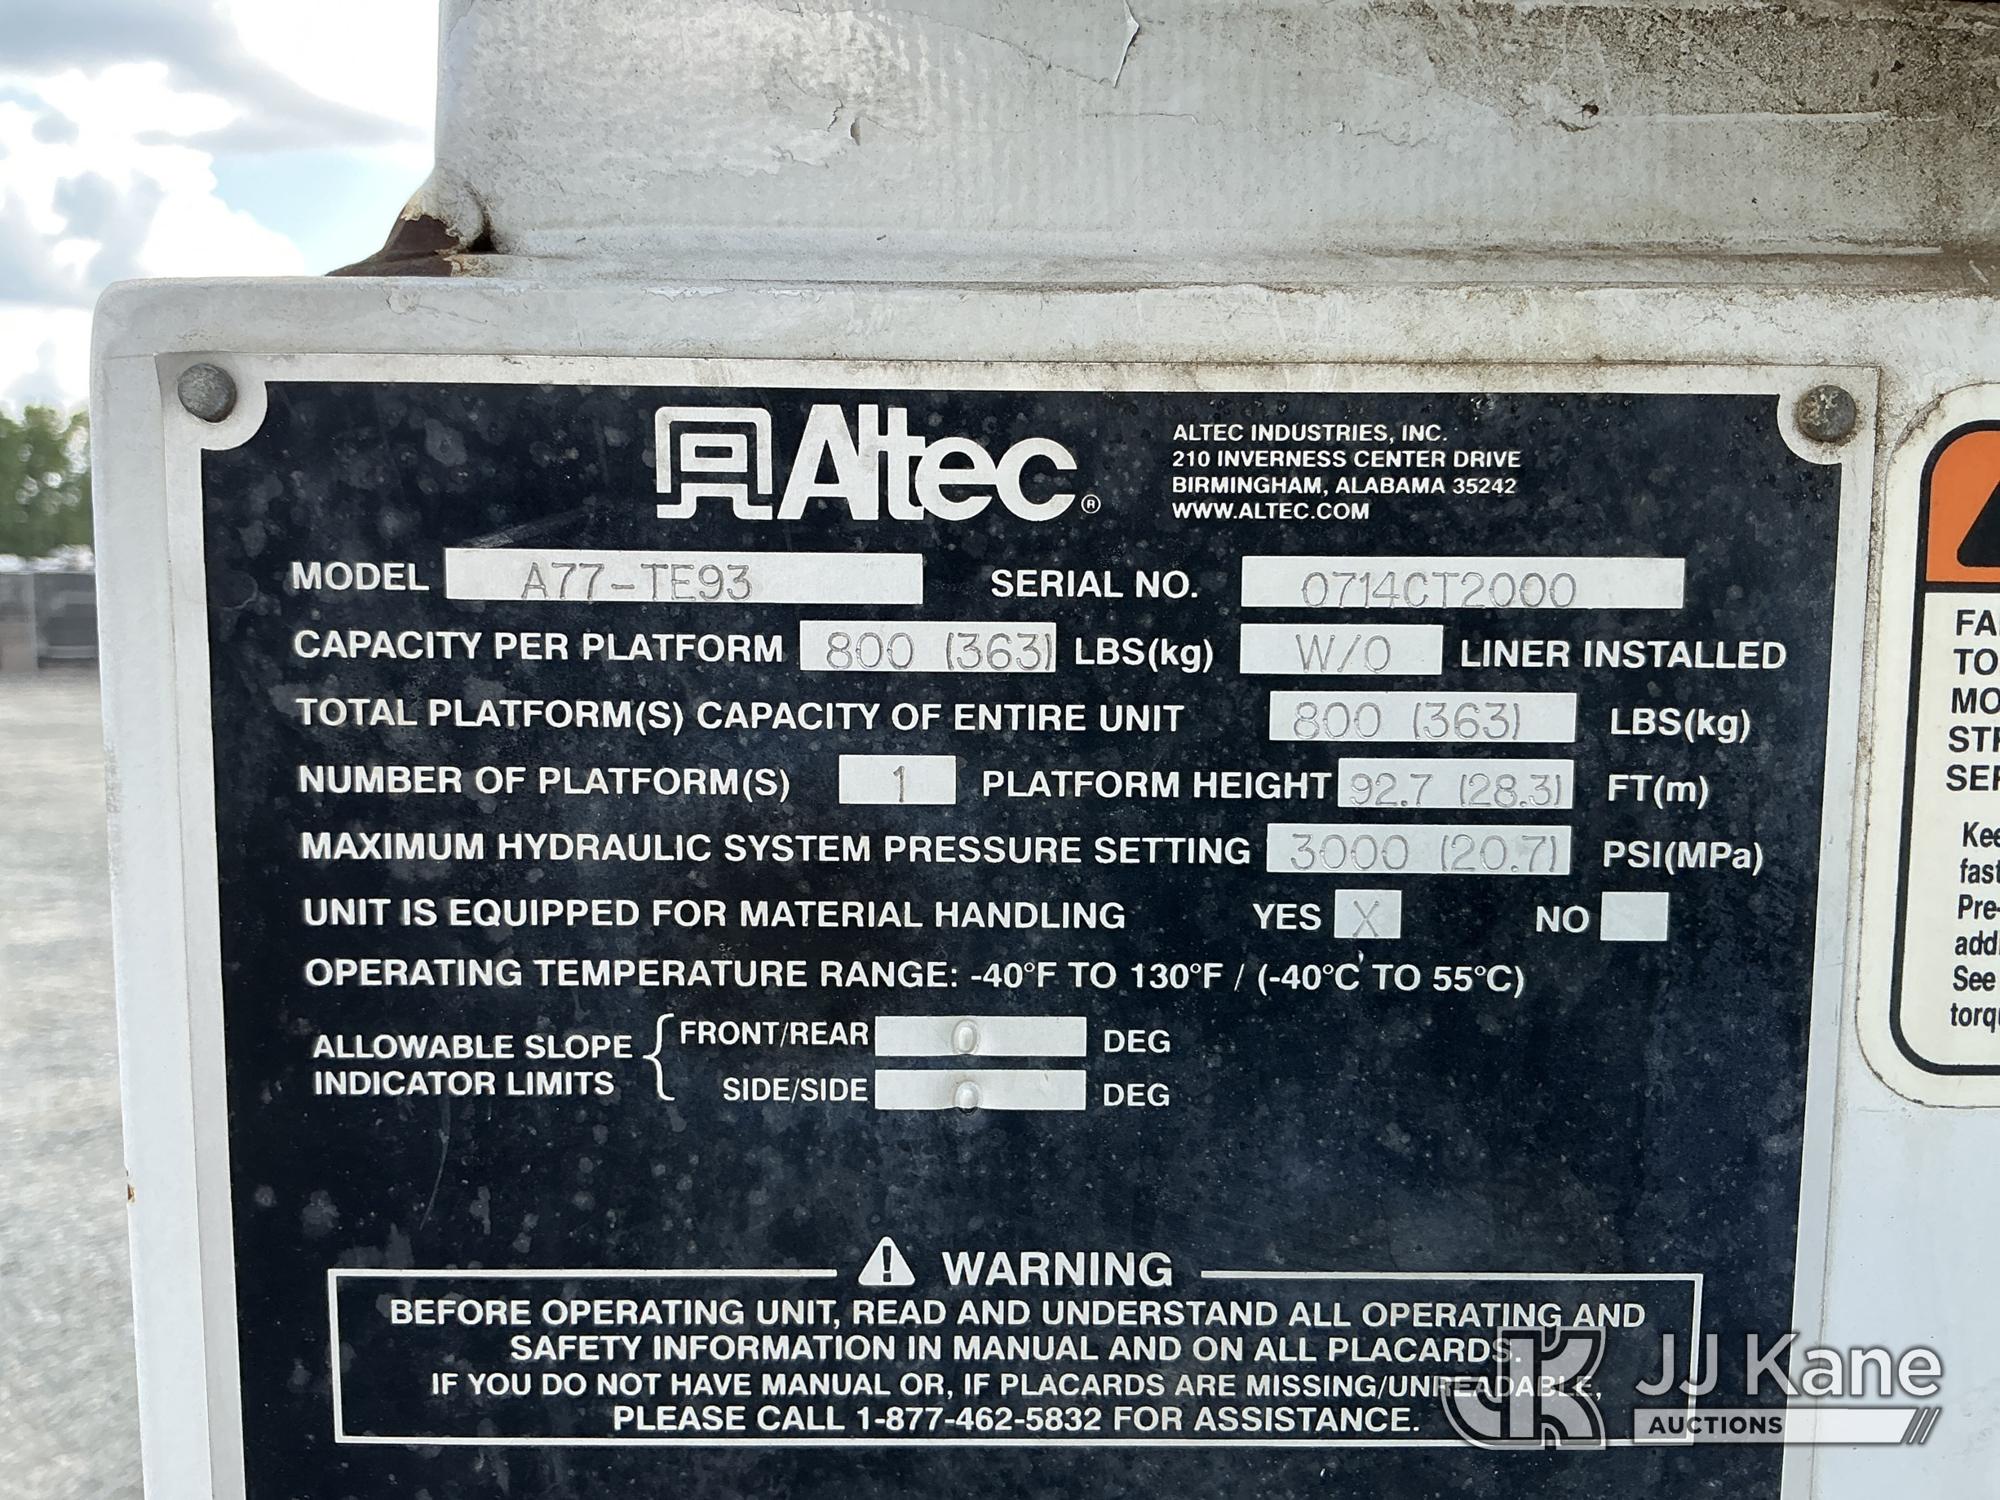 Altec®
ALTEC INDUSTRIES, INC.
210 INVERNESS CENTER DRIVE
BIRMINGHAM, ALABAMA 35242
WWW.ALTEC.COM
MODEL A77-TE93 SERIAL NO. 0714CT2000
CAPACITY PER PLATFORM 800 (363) LBS(kg) W/O LINER INSTALLED
TOTAL PLATFORM(S) CAPACITY OF ENTIRE UNIT 800 (363) LBS(kg)
NUMBER OF PLATFORM(S) 1 PLATFORM HEIGHT 92.7 (28.3) FT(m)
MAXIMUM HYDRAULIC SYSTEM PRESSURE SETTING 3000 (20.7) PSI(MPa)
UNIT IS EQUIPPED FOR MATERIAL HANDLING YES X NO
OPERATING TEMPERATURE RANGE: -40°F TO 130°F / (-40°C TO 55°C)
ALLOWABLE SLOPE INDICATOR LIMITS
FRONT/REAR 0 DEG
SIDE/SIDE 0 DEG
WARNING
BEFORE OPERATING UNIT, READ AND UNDERSTAND ALL OPERATING AND
SAFETY INFORMATION IN MANUAL AND ON ALL PLACARDS.
IF YOU DO NOT HAVE MANUAL OR, IF PLACARDS ARE MISSING/UNREADABLE,
PLEASE CALL 1-877-462-5832 FOR ASSISTANCE.
TO
See
JJ Kane
AUCTIONS